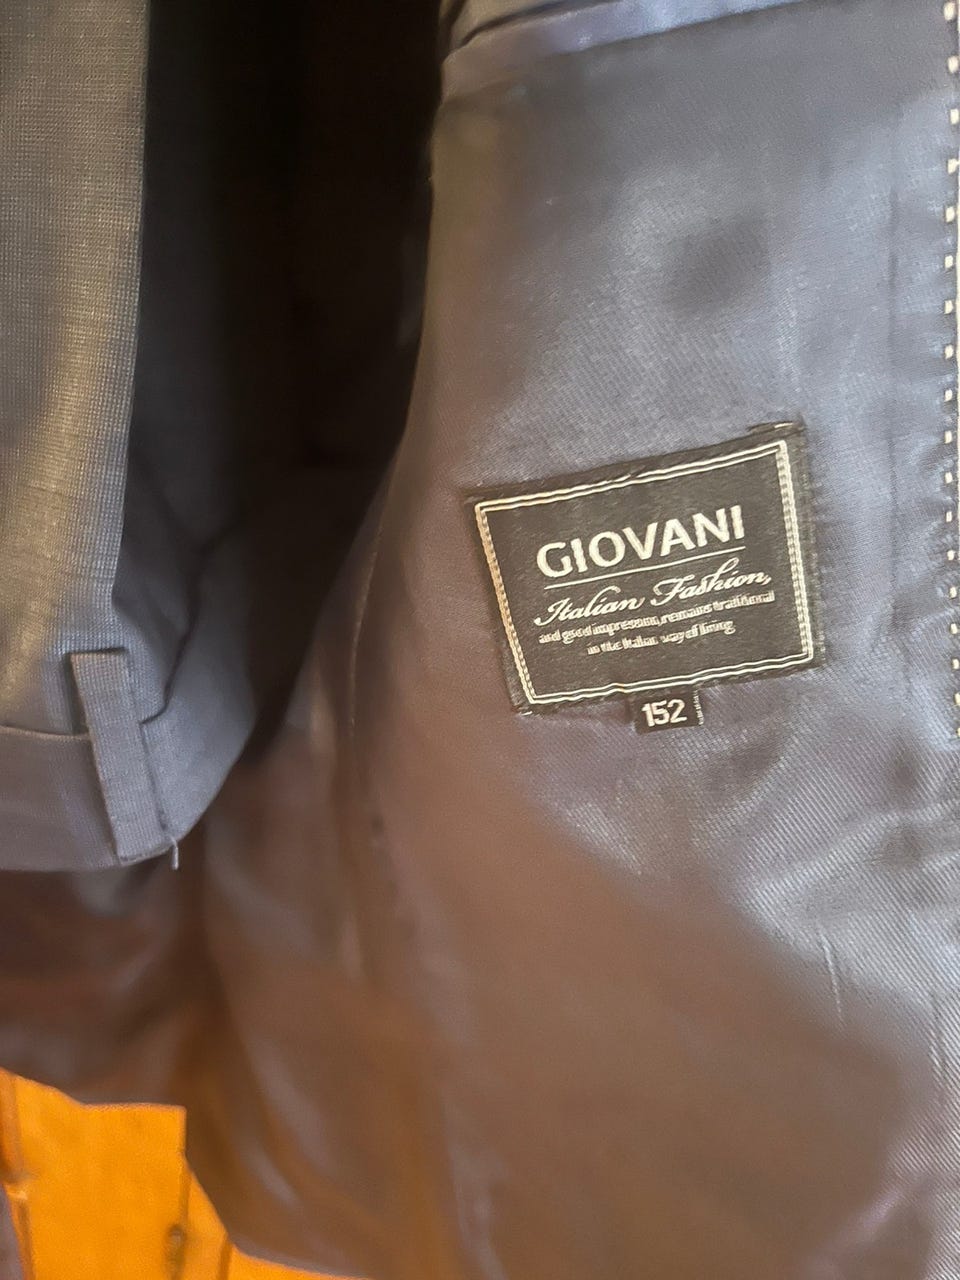 GIOVANI
Italian Fashion,
and good impression, remains traditional
in the Italian way of living
152